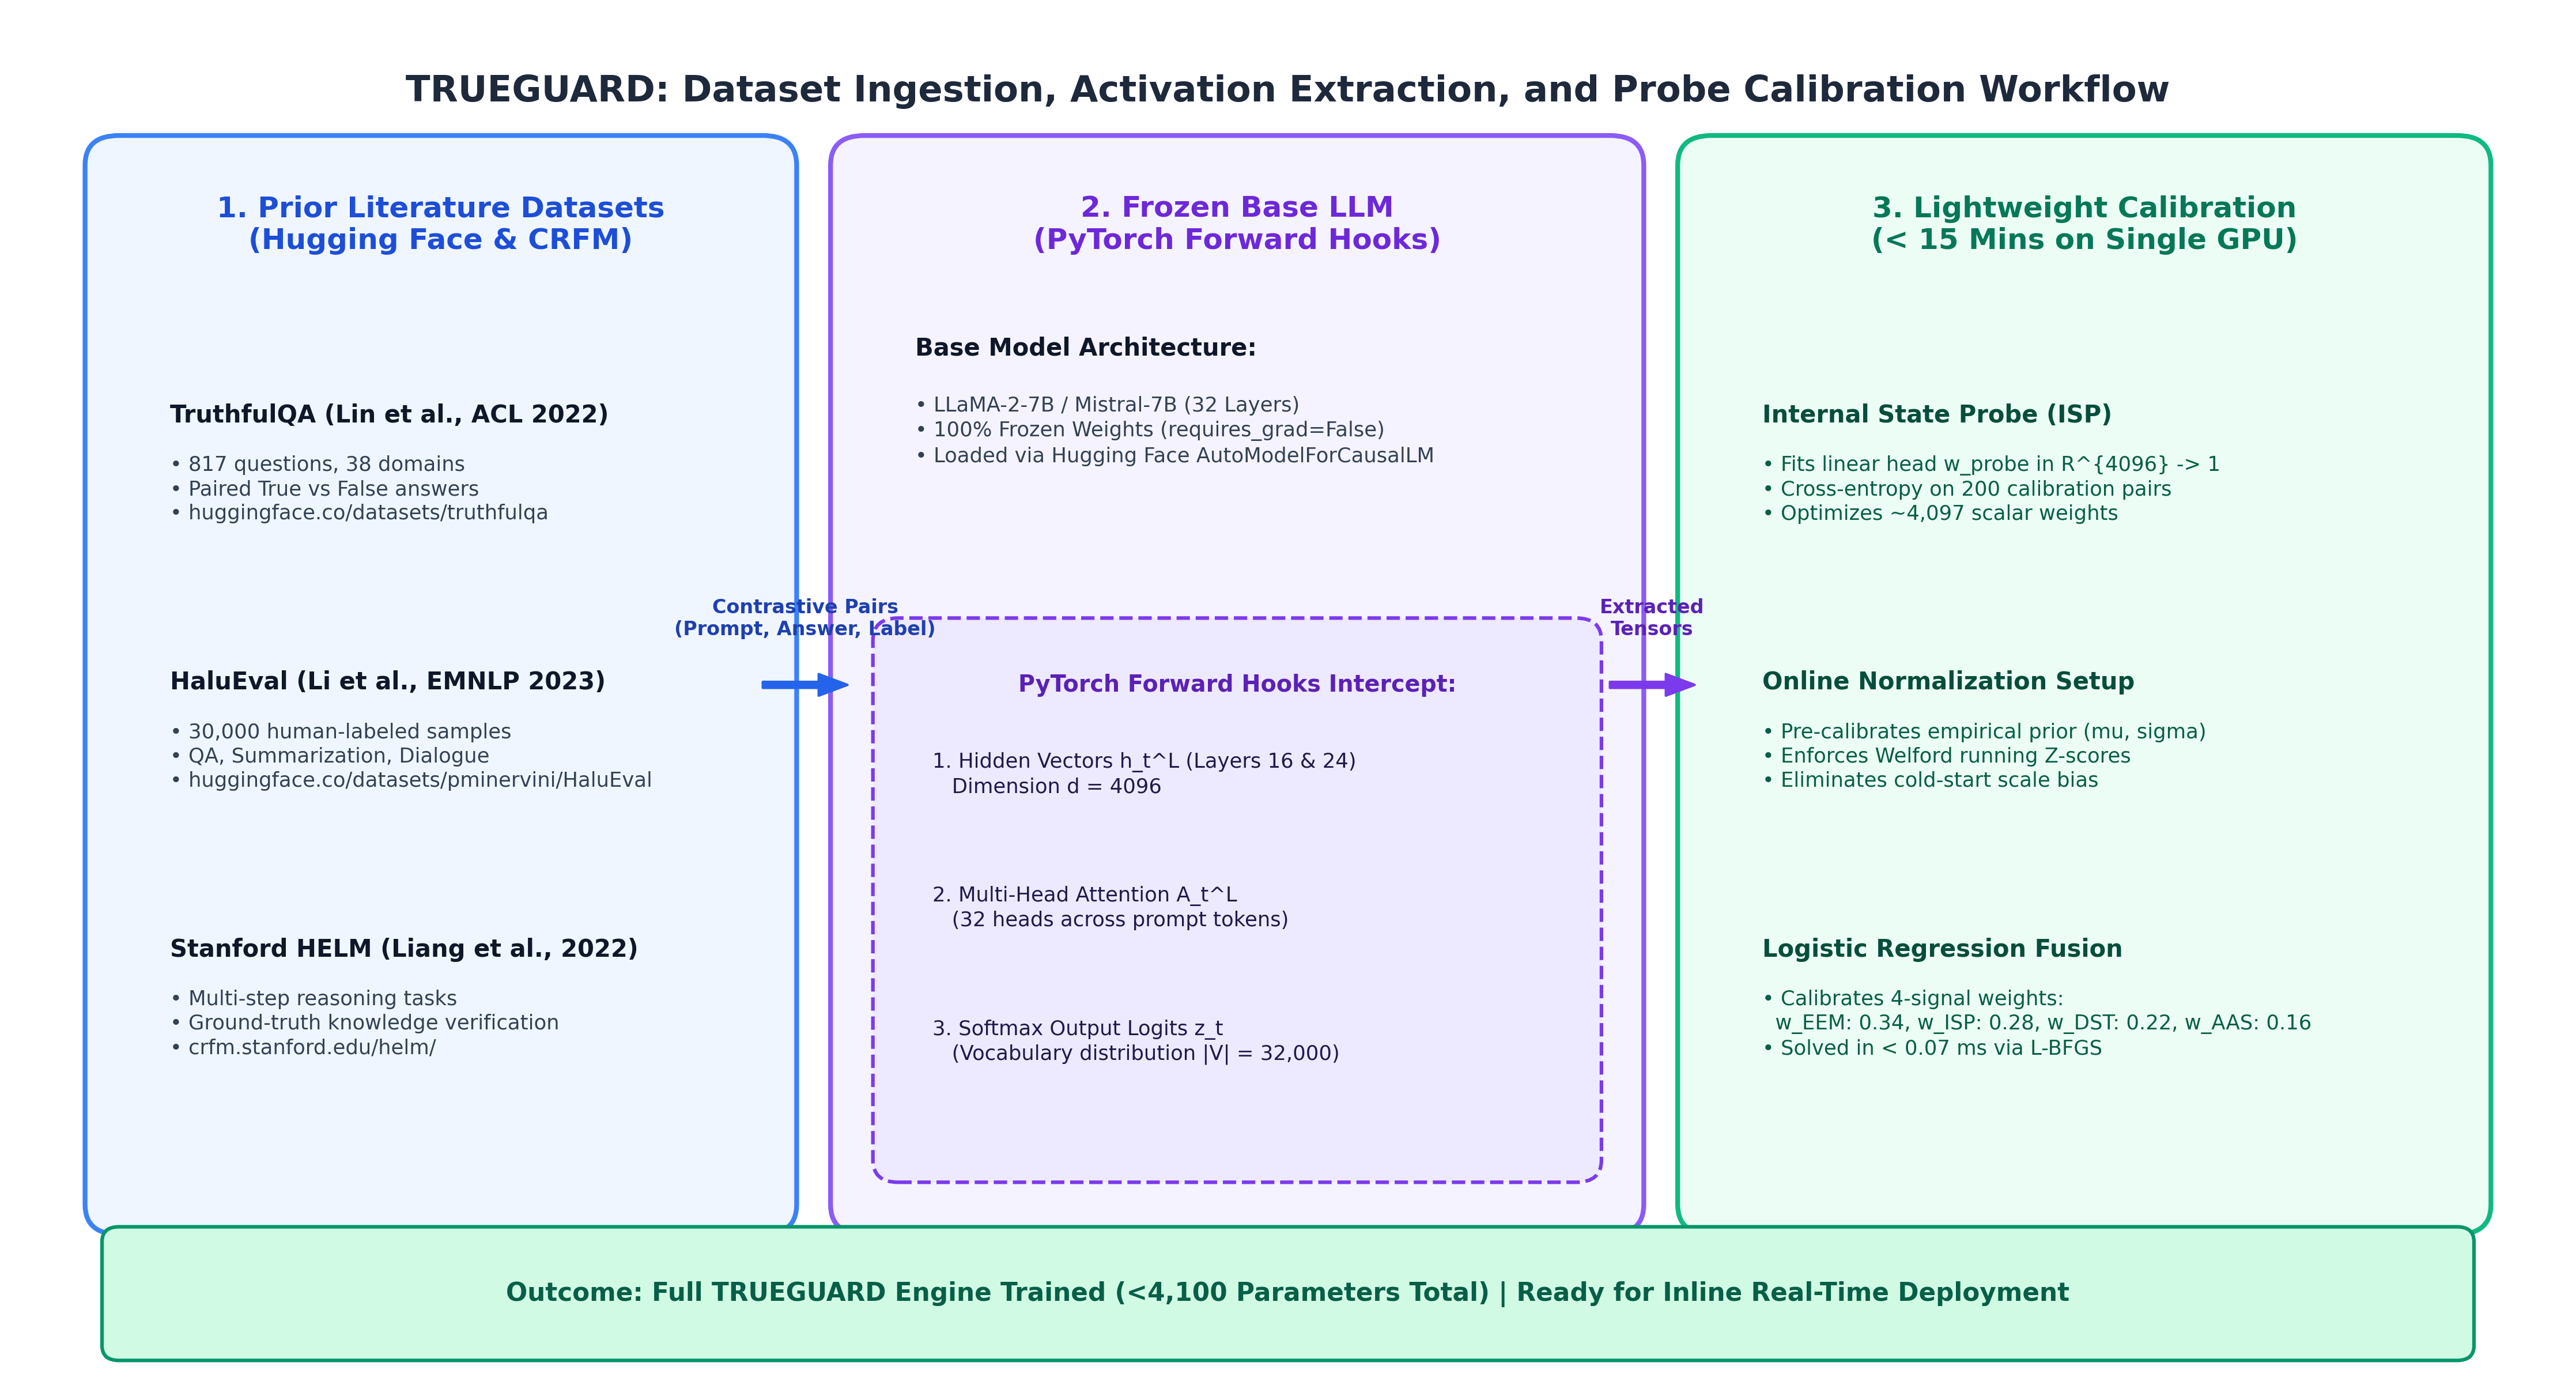 TRUEGUARD: Dataset Ingestion, Activation Extraction, and Probe Calibration Workflow
1. Prior Literature Datasets
(Hugging Face & CRFM)
TruthfulQA (Lin et al., ACL 2022)
• 817 questions, 38 domains
• Paired True vs False answers
• huggingface.co/datasets/truthfulqa
HaluEval (Li et al., EMNLP 2023)
• 30,000 human-labeled samples
• QA, Summarization, Dialogue
• huggingface.co/datasets/pminervini/HaluEval
Stanford HELM (Liang et al., 2022)
• Multi-step reasoning tasks
• Ground-truth knowledge verification
• crfm.stanford.edu/helm/
Contrastive Pairs
(Prompt, Answer, Label)
2. Frozen Base LLM
(PyTorch Forward Hooks)
Base Model Architecture:
• LLaMA-2-7B / Mistral-7B (32 Layers)
• 100% Frozen Weights (requires_grad=False)
• Loaded via Hugging Face AutoModelForCausalLM
PyTorch Forward Hooks Intercept:
1. Hidden Vectors h_t^L (Layers 16 & 24)
Dimension d = 4096
2. Multi-Head Attention A_t^L
(32 heads across prompt tokens)
3. Softmax Output Logits z_t
(Vocabulary distribution |V| = 32,000)
Extracted
Tensors
3. Lightweight Calibration
(< 15 Mins on Single GPU)
Internal State Probe (ISP)
• Fits linear head w_probe in R^{4096} -> 1
• Cross-entropy on 200 calibration pairs
• Optimizes ~4,097 scalar weights
Online Normalization Setup
• Pre-calibrates empirical prior (mu, sigma)
• Enforces Welford running Z-scores
• Eliminates cold-start scale bias
Logistic Regression Fusion
• Calibrates 4-signal weights:
w_EEM: 0.34, w_ISP: 0.28, w_DST: 0.22, w_AAS: 0.16
• Solved in < 0.07 ms via L-BFGS
Outcome: Full TRUEGUARD Engine Trained (<4,100 Parameters Total) | Ready for Inline Real-Time Deployment